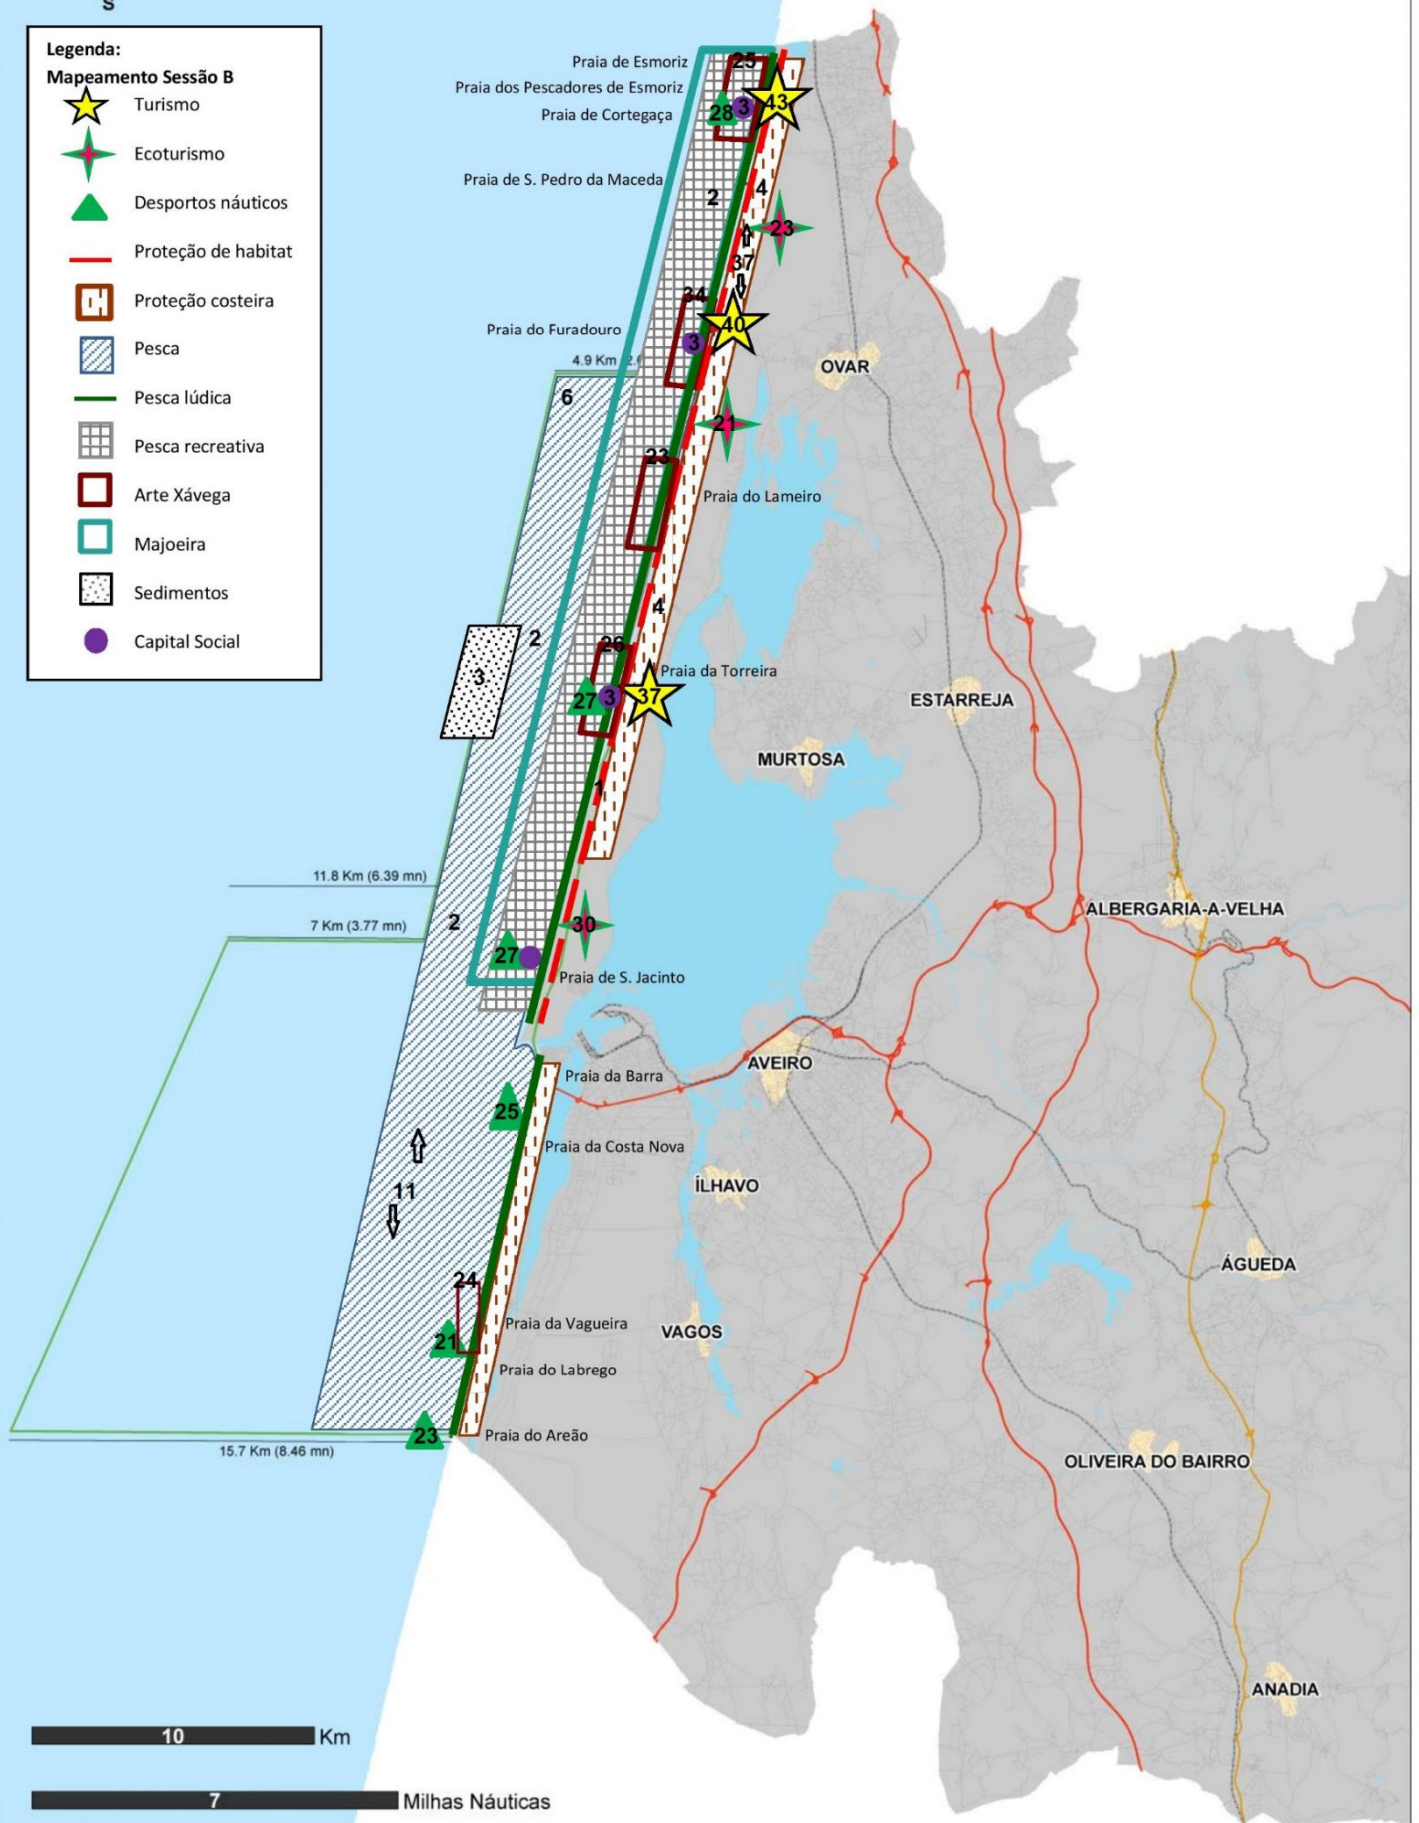 S
Legenda:
Mapeamento Sessão B
Turismo
Ecoturismo
Desportos náuticos
Proteção de habitat
Proteção costeira
Pesca
Pesca lúdica
Pesca recreativa
Arte Xávega
Majoeira
Sedimentos
Capital Social
Praia de Esmoriz
25
Praia dos Pescadores de Esmoriz
28
3
43
Praia de Cortegaça
Praia de S. Pedro da Maceda
4
2
23
37
34
Praia do Furadouro
40
3
4.9 Km
OVAR
6
21
23
Praia do Lameiro
4
2
26
Praia da Torreira
3
27
3
37
ESTARREJA
MURTOSA
1
11.8 Km (6.39 mn)
ALBERGARIA-A-VELHA
7 Km (3.77 mn)
2
30
27
Praia de S. Jacinto
AVEIRO
Praia da Barra
25
Praia da Costa Nova
ÍLHAVO
11
ÁGUEDA
24
Praia da Vagueira
VAGOS
21
Praia do Labrego
23
Praia do Areão
15.7 Km (8.46 mn)
OLIVEIRA DO BAIRRO
ANADIA
10 Km
7 Milhas Náuticas